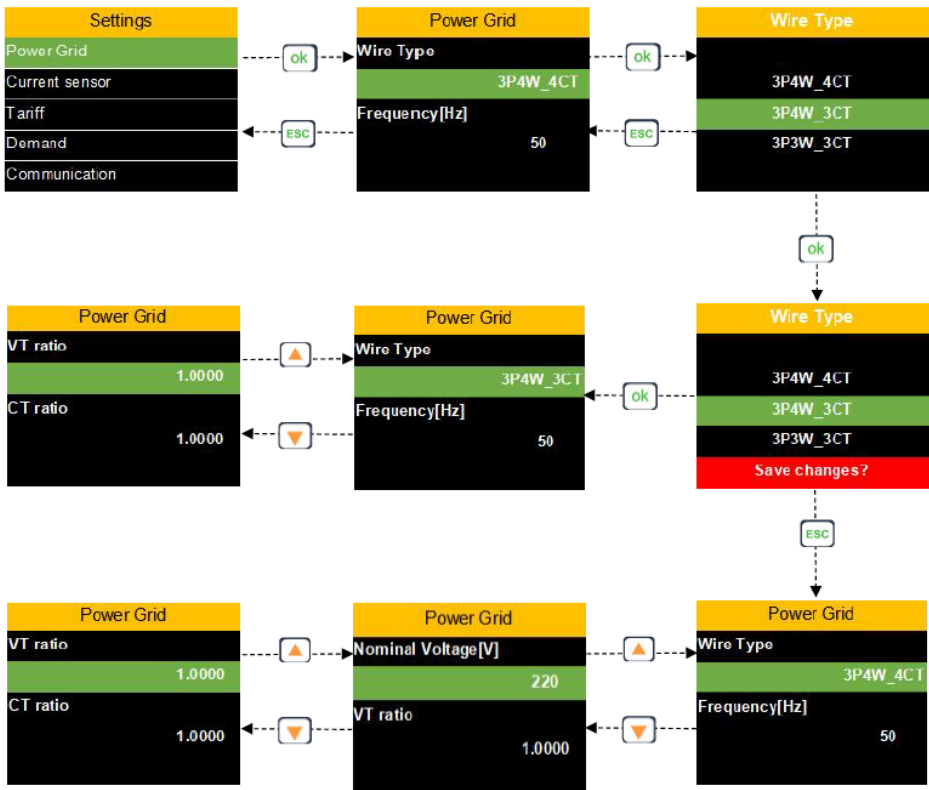 Settings
Power Grid
Current sensor
Tariff
Demand
Communication
ok
ESC
Power Grid
Wire Type
3P4W_4CT
Frequency[Hz]
50
ok
ESC
Wire Type
3P4W_4CT
3P4W_3CT
3P3W_3CT
ok
Power Grid
VT ratio
1.0000
CT ratio
1.0000
Power Grid
Wire Type
3P4W_3CT
Frequency[Hz]
50
ok
Wire Type
3P4W_4CT
3P4W_3CT
3P3W_3CT
Save changes?
ESC
Power Grid
VT ratio
1.0000
CT ratio
1.0000
Power Grid
Nominal Voltage[V]
220
VT ratio
1.0000
Power Grid
Wire Type
3P4W_4CT
Frequency[Hz]
50